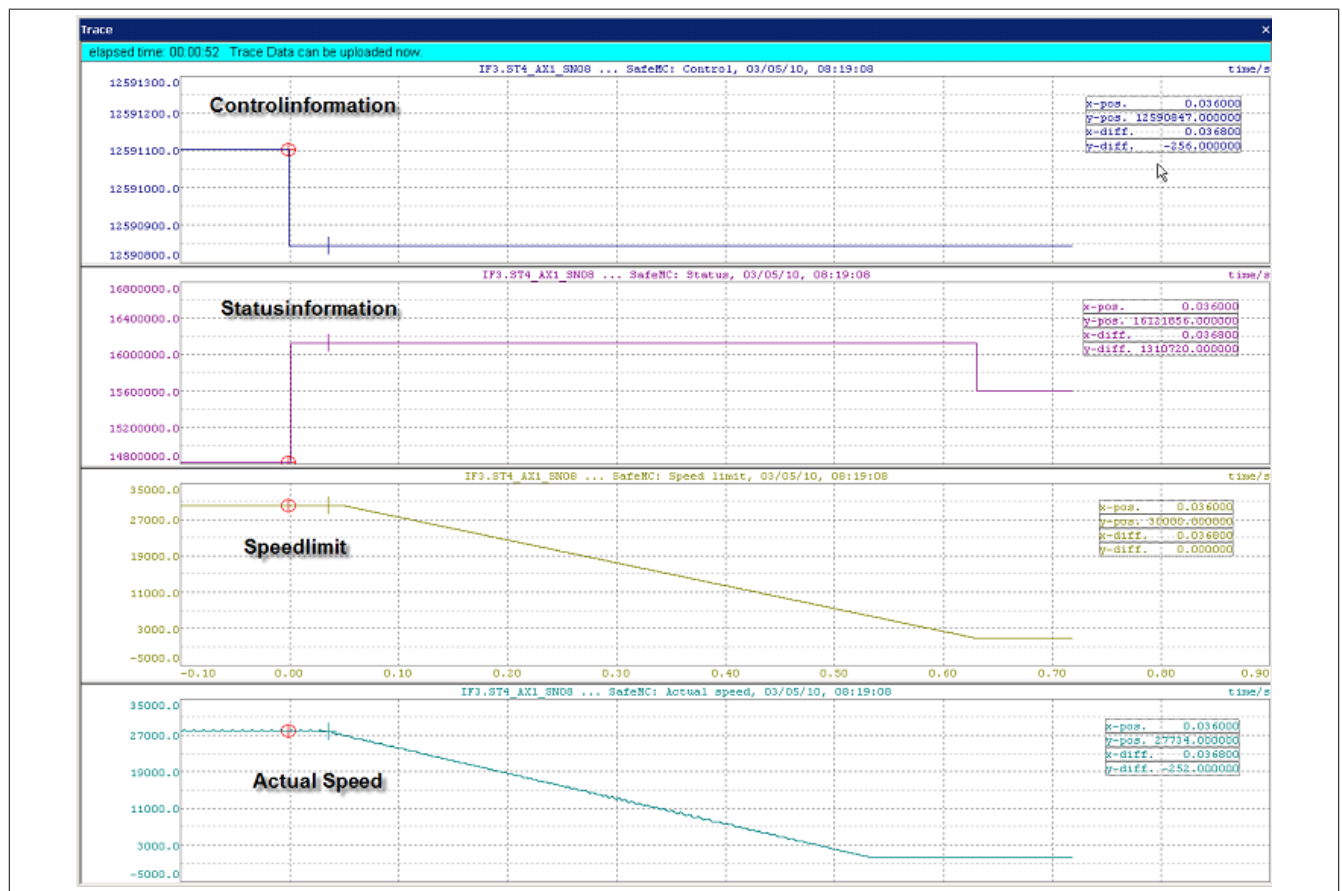 Trace
elapsed time: 00:00:52 Trace Data can be uploaded now.
IF3.ST4_AX1_SN08 ... SafeMC: Control, 03/05/10, 08:19:08 time/s
12591300.0
12591200.0
12591100.0
12591000.0
12590900.0
12590800.0
Controlinformation
x-pos. 0.036000
y-pos. 12590847.000000
x-diff. 0.036800
y-diff. -256.000000
IF3.ST4_AX1_SN08 ... SafeMC: Status, 03/05/10, 08:19:08 time/s
16800000.0
16400000.0
16000000.0
15600000.0
15200000.0
14800000.0
Statusinformation
x-pos. 0.036000
y-pos. 16121856.000000
x-diff. 0.036800
y-diff. 1310720.000000
IF3.ST4_AX1_SN08 ... SafeMC: Speed limit, 03/05/10, 08:19:08 time/s
35000.0
27000.0
19000.0
11000.0
3000.0
-5000.0
Speedlimit
x-pos. 0.036000
y-pos. 30000.000000
x-diff. 0.036800
y-diff. 0.000000
-0.10 0.00 0.10 0.20 0.30 0.40 0.50 0.60 0.70 0.80 0.90
IF3.ST4_AX1_SN08 ... SafeMC: Actual speed, 03/05/10, 08:19:08 time/s
35000.0
27000.0
19000.0
11000.0
3000.0
-5000.0
Actual Speed
x-pos. 0.036000
y-pos. 27734.000000
x-diff. 0.036800
y-diff. -252.000000